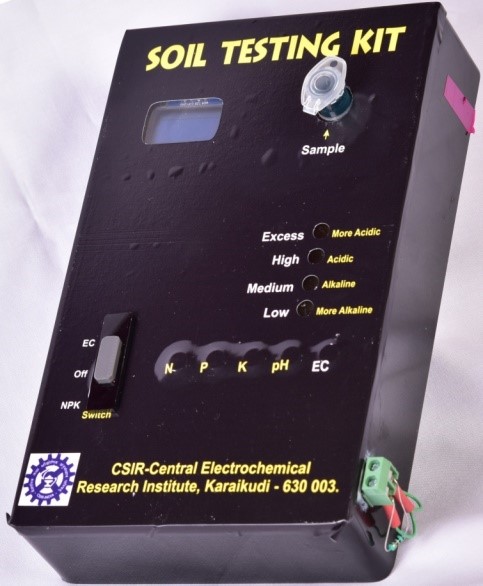 SOIL TESTING KIT
Sample
Excess More Acidic
High Acidic
Medium Alkaline
Low More Alkaline
EC
Off
NPK
Switch
N P K pH EC
CSIR-Central Electrochemical
Research Institute, Karaikudi - 630 003.